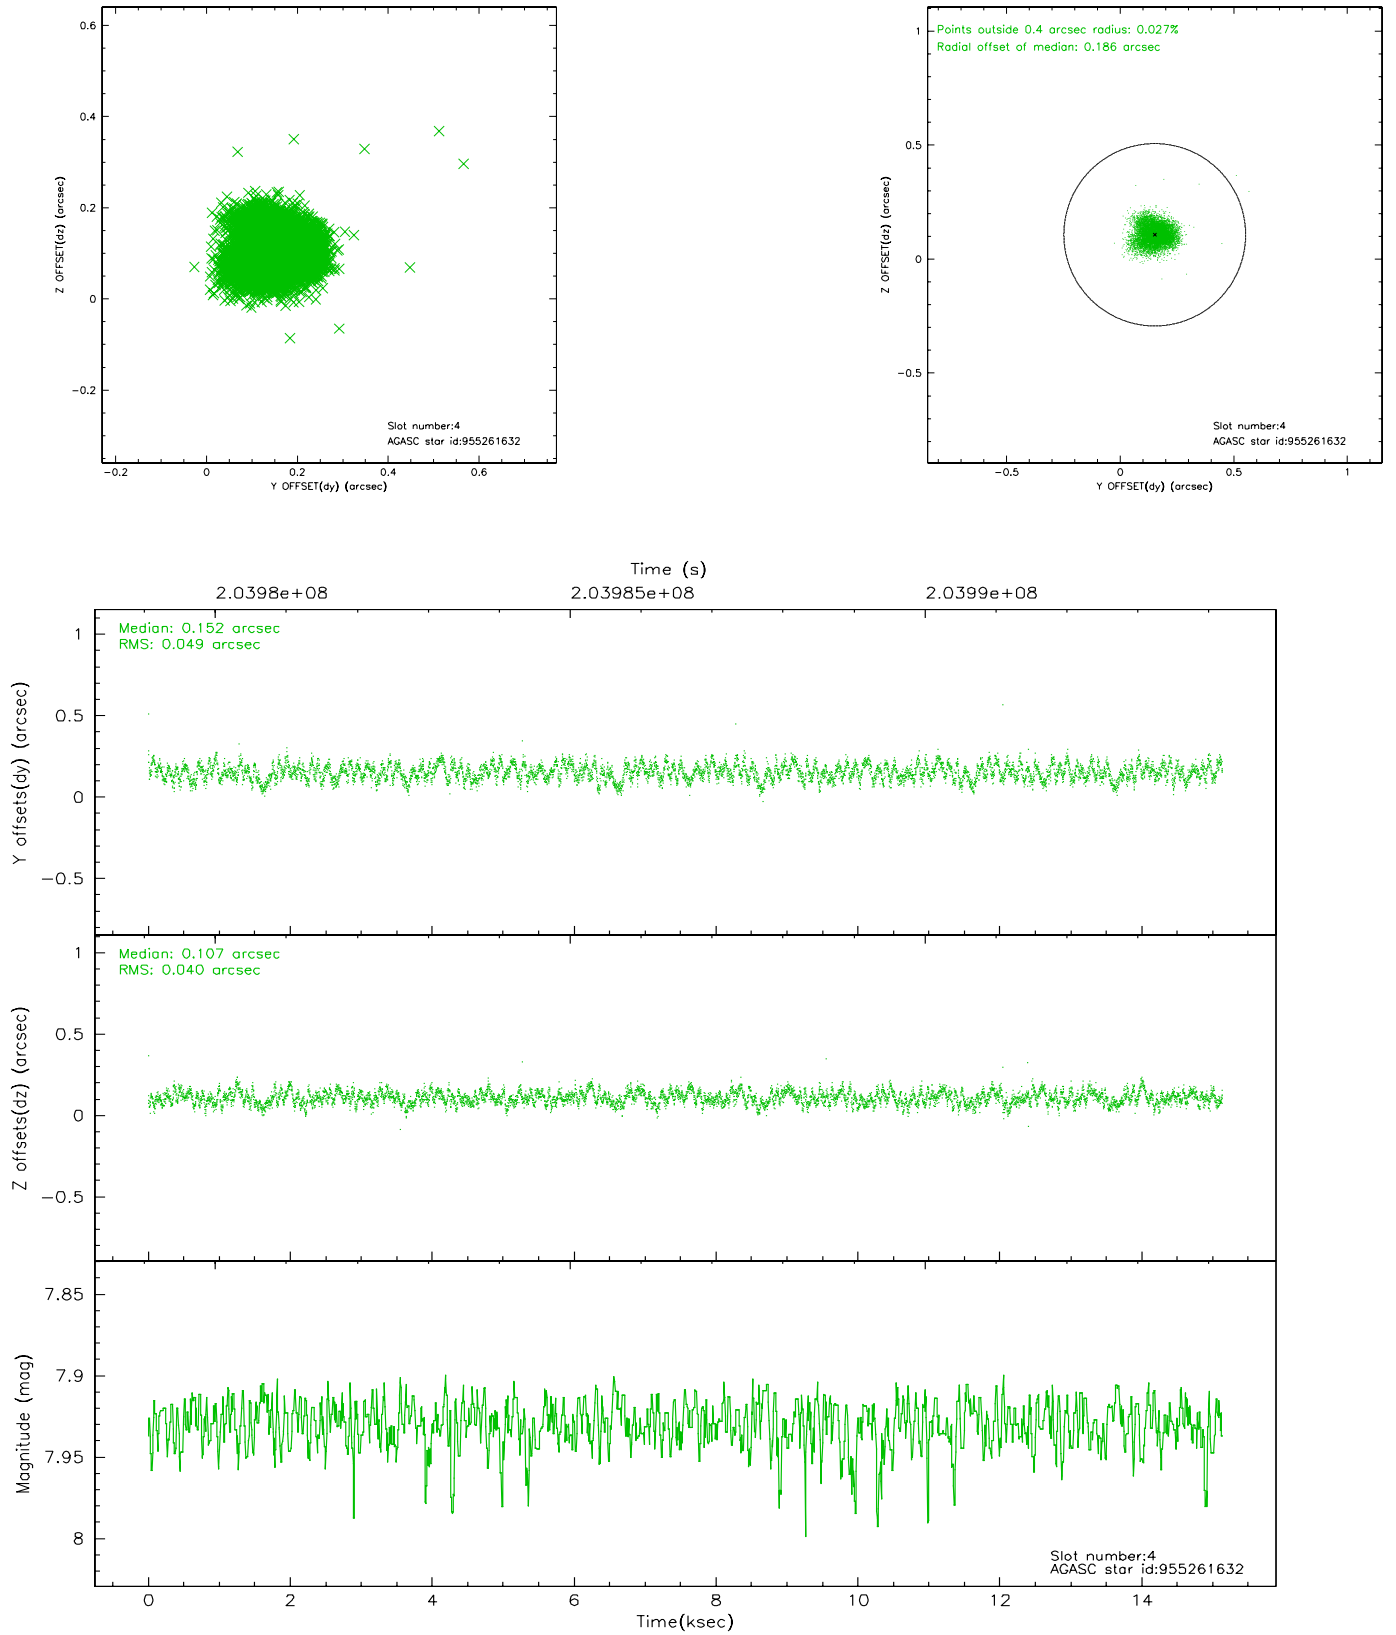 0.6
0.4
0.2
0
−0.2
Z OFFSET(dz) (arcsec)
Slot number:4
AGASC star id:955261632
−0.2 0 0.2 0.4 0.6
Y OFFSET(dy) (arcsec)
Points outside 0.4 arcsec radius: 0.027%
Radial offset of median: 0.186 arcsec
1
0.5
0
−0.5
Z OFFSET(dz) (arcsec)
Slot number:4
AGASC star id:955261632
−0.5 0 0.5 1
Y OFFSET(dy) (arcsec)
Time (s)
2.0398e+08 2.03985e+08 2.0399e+08
Median: 0.152 arcsec
RMS: 0.049 arcsec
1
0.5
0
−0.5
Y offsets(dy) (arcsec)
Median: 0.107 arcsec
RMS: 0.040 arcsec
1
0.5
0
−0.5
Z offsets(dz) (arcsec)
7.85
7.9
7.95
8
Magnitude (mag)
Slot number:4
AGASC star id:955261632
0 2 4 6 8 10 12 14
Time(ksec)